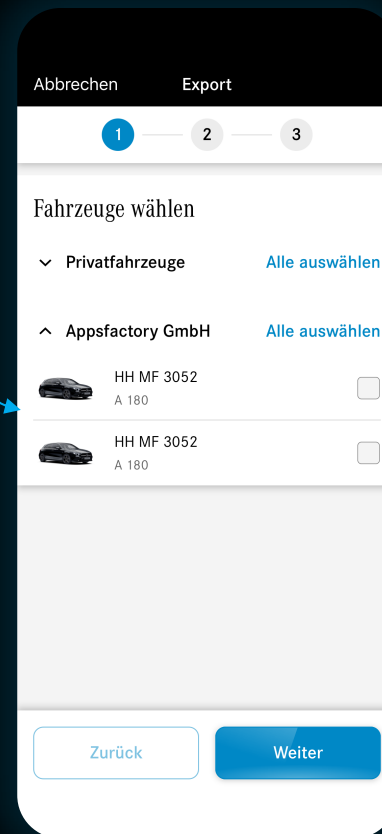 Abbrechen Export
1 2 3
Fahrzeuge wählen
Privatfahrzeuge Alle auswählen
Appsfactory GmbH Alle auswählen
HH MF 3052
A 180
HH MF 3052
A 180
Zurück Weiter